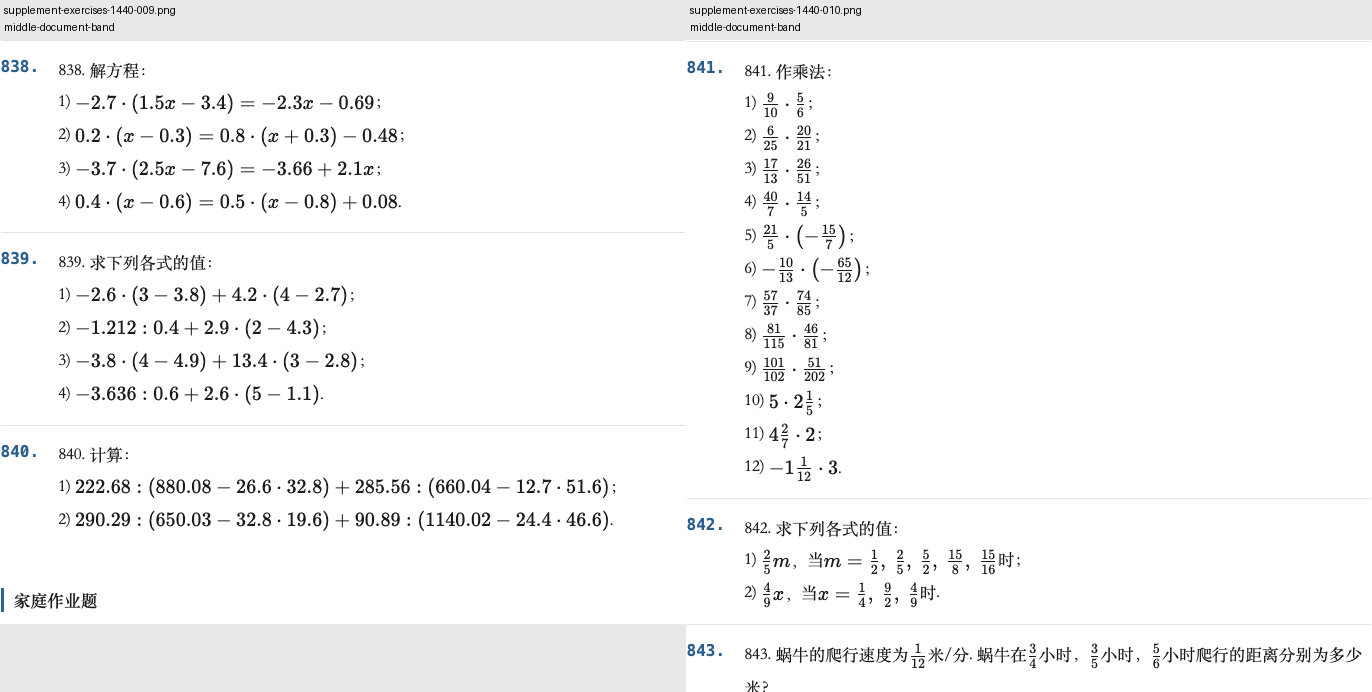 supplement-exercises-1440-009.png
middle-document-band
838. 838. 解方程:
1) −2.7 · (1.5x − 3.4) = −2.3x − 0.69;
2) 0.2 · (x − 0.3) = 0.8 · (x + 0.3) − 0.48;
3) −3.7 · (2.5x − 7.6) = −3.66 + 2.1x;
4) 0.4 · (x − 0.6) = 0.5 · (x − 0.8) + 0.08.
839. 839. 求下列各式的值:
1) −2.6 · (3 − 3.8) + 4.2 · (4 − 2.7);
2) −1.212 : 0.4 + 2.9 · (2 − 4.3);
3) −3.8 · (4 − 4.9) + 13.4 · (3 − 2.8);
4) −3.636 : 0.6 + 2.6 · (5 − 1.1).
840. 840. 计算:
1) 222.68 : (880.08 − 26.6 · 32.8) + 285.56 : (660.04 − 12.7 · 51.6);
2) 290.29 : (650.03 − 32.8 · 19.6) + 90.89 : (1140.02 − 24.4 · 46.6).
家庭作业题
supplement-exercises-1440-010.png
middle-document-band
841. 841. 作乘法:
1) 9/10 · 5/6;
2) 6/25 · 20/21;
3) 17/13 · 26/51;
4) 40/7 · 14/5;
5) 21/5 · (−15/7);
6) −10/13 · (−65/12);
7) 57/37 · 74/85;
8) 81/115 · 46/81;
9) 101/102 · 51/202;
10) 5 · 2 1/5;
11) 4 2/7 · 2;
12) −1 1/12 · 3.
842. 842. 求下列各式的值:
1) 2/5 m, 当m = 1/2, 2/5, 5/2, 15/8, 15/16时;
2) 4/9 x, 当x = 1/4, 9/2, 4/9时.
843. 843. 蜗牛的爬行速度为1/12米/分. 蜗牛在3/4小时, 3/5小时, 5/6小时爬行的距离分别为多少
米?